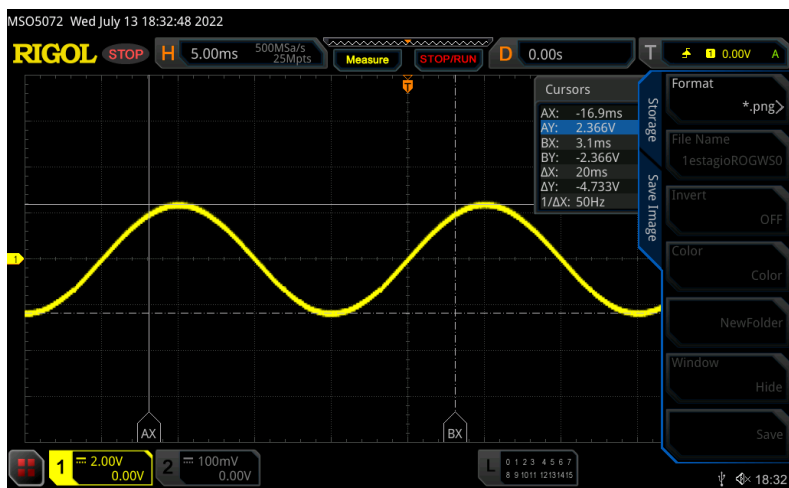 MSO5072 Wed July 13 18:32:48 2022
RIGOL STOP H 5.00ms 500MSa/s 25Mpts Measure STOP/RUN D 0.00s T 1 0.00V A
T
Cursors
AX: -16.9ms
AY: 2.366V
BX: 3.1ms
BY: -2.366V
ΔX: 20ms
ΔY: -4.733V
1/ΔX: 50Hz
Storage
Save Image
Format
*.png>
File Name
1estagioROGWS0
Invert
OFF
Color
Color
NewFolder
Window
Hide
Save
1
AX
BX
1 2.00V
0.00V
2 100mV
0.00V
L 0 1 2 3 4 5 6 7
8 9 10 11 12 13 14 15
18:32